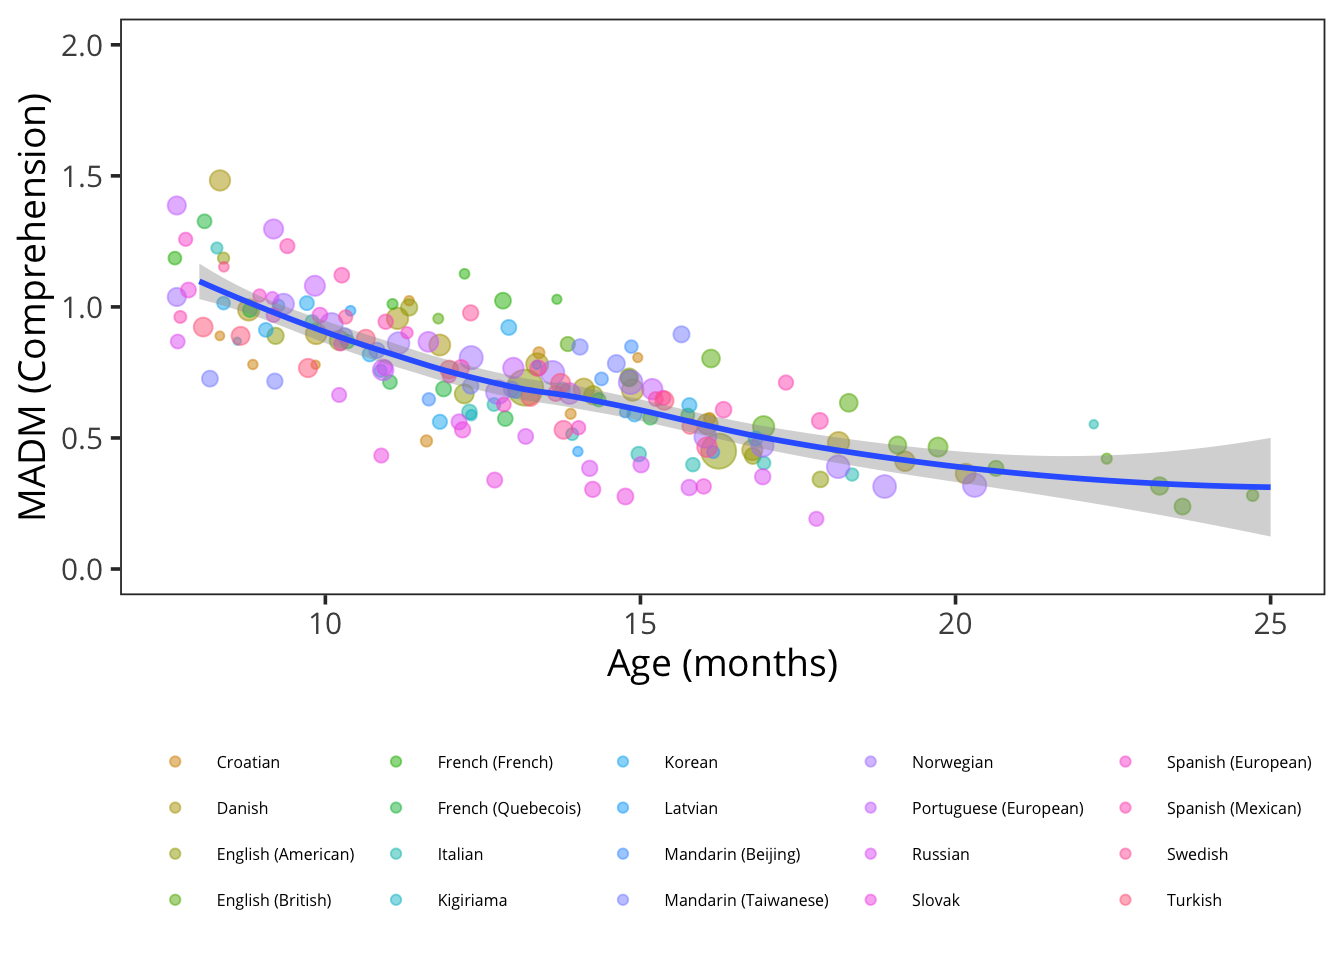 2.0
1.5
1.0
0.5
0.0
MADM (Comprehension)
10 15 20 25
Age (months)
Croatian French (French) Korean Norwegian Spanish (European)
Danish French (Quebecois) Latvian Portuguese (European) Spanish (Mexican)
English (American) Italian Mandarin (Beijing) Russian Swedish
English (British) Kigiriama Mandarin (Taiwanese) Slovak Turkish